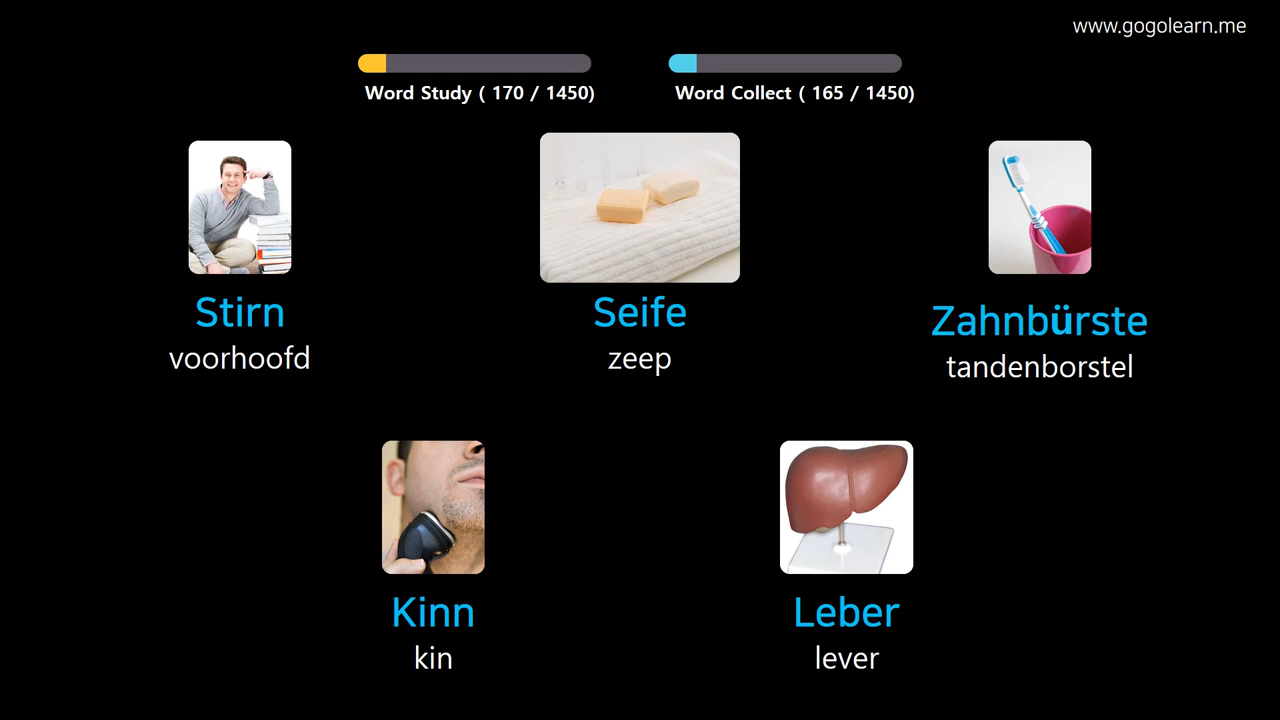 www.gogolearn.me
Word Study ( 170 / 1450)
Word Collect ( 165 / 1450)
Stirn
voorhoofd
Seife
zeep
Zahnbürste
tandenborstel
Kinn
kin
Leber
lever